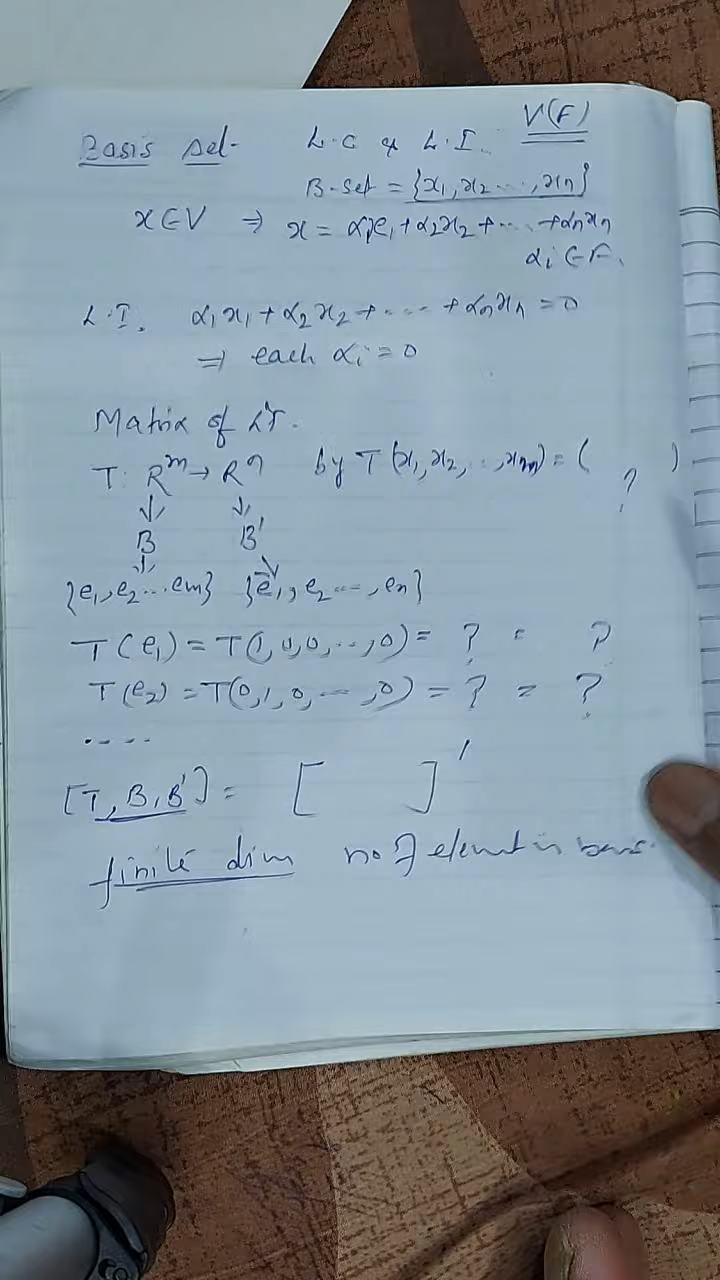 V(F)
Basis set- L.C & L.I.
B-set = {x1, x2 ..., xn}
x∈V ⇒ x = α1x1 + α2x2 + ... + αnxn
αi ∈ F.
L.I. α1x1 + α2x2 + .... + αnxn = 0
⇒ each αi = 0
Matrix of LT.
T: R^m → R^n by T(x1, x2, .., xm) = ( ? )
↓ ↓
B B'
↓ ↓
{e1, e2 ... em} {e1, e2 ---, en}
T(e1) = T(1, 0, 0, .., 0) = ? = ?
T(e2) = T(0, 1, 0, ---, 0) = ? = ?
....
[T, B, B'] = [ ]'
finite dim no of element in basis.